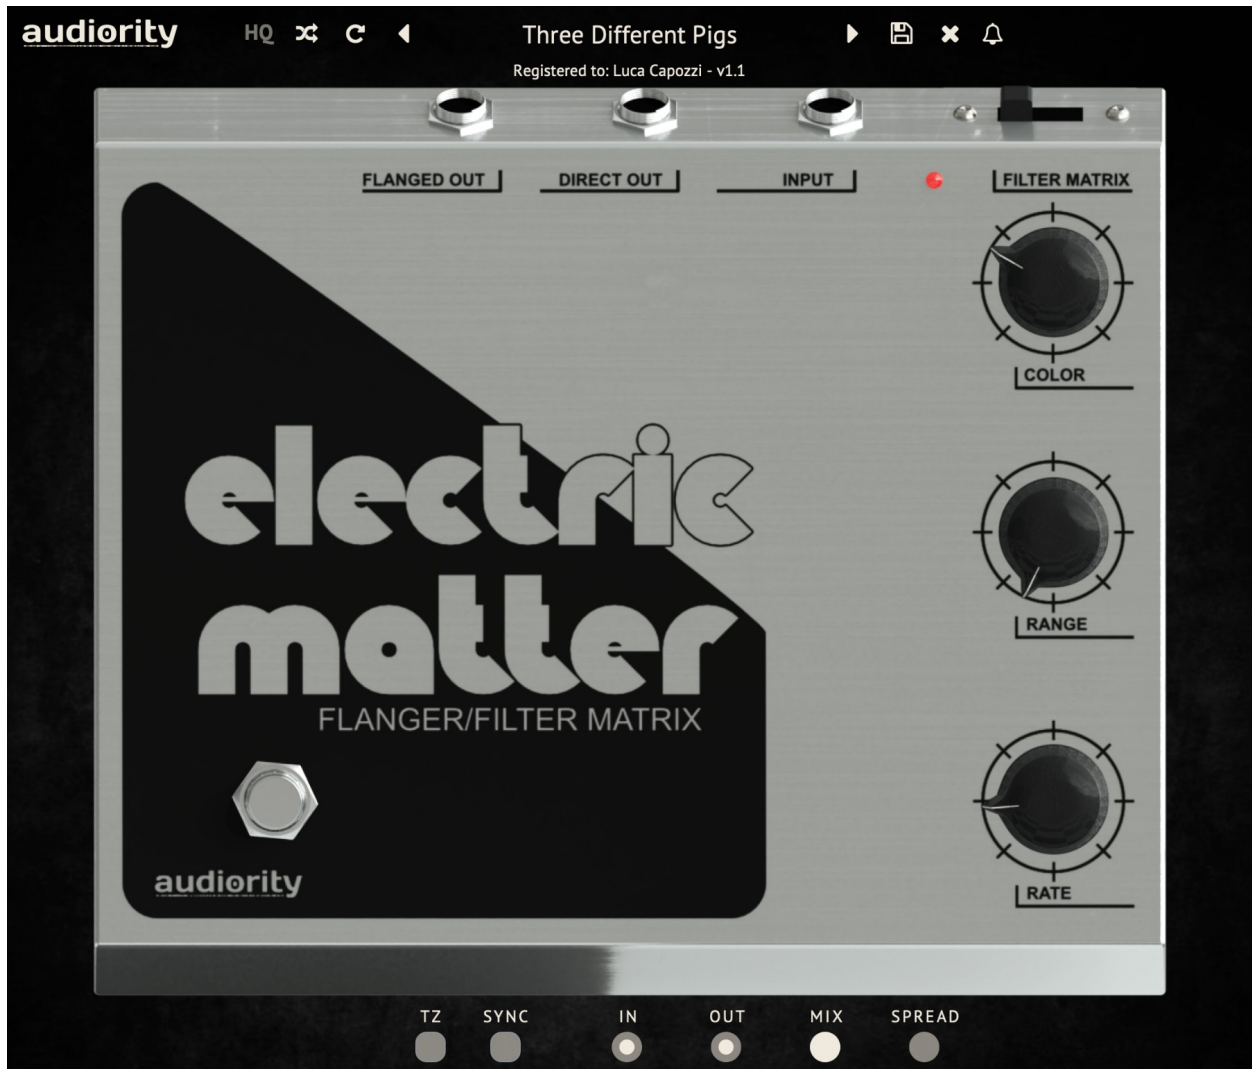 audiority
HQ
Three Different Pigs
Registered to: Luca Capozzi - v1.1
FLANGED OUT
DIRECT OUT
INPUT
FILTER MATRIX
COLOR
electric
matter
RANGE
FLANGER/FILTER MATRIX
RATE
audiority
TZ
SYNC
IN
OUT
MIX
SPREAD